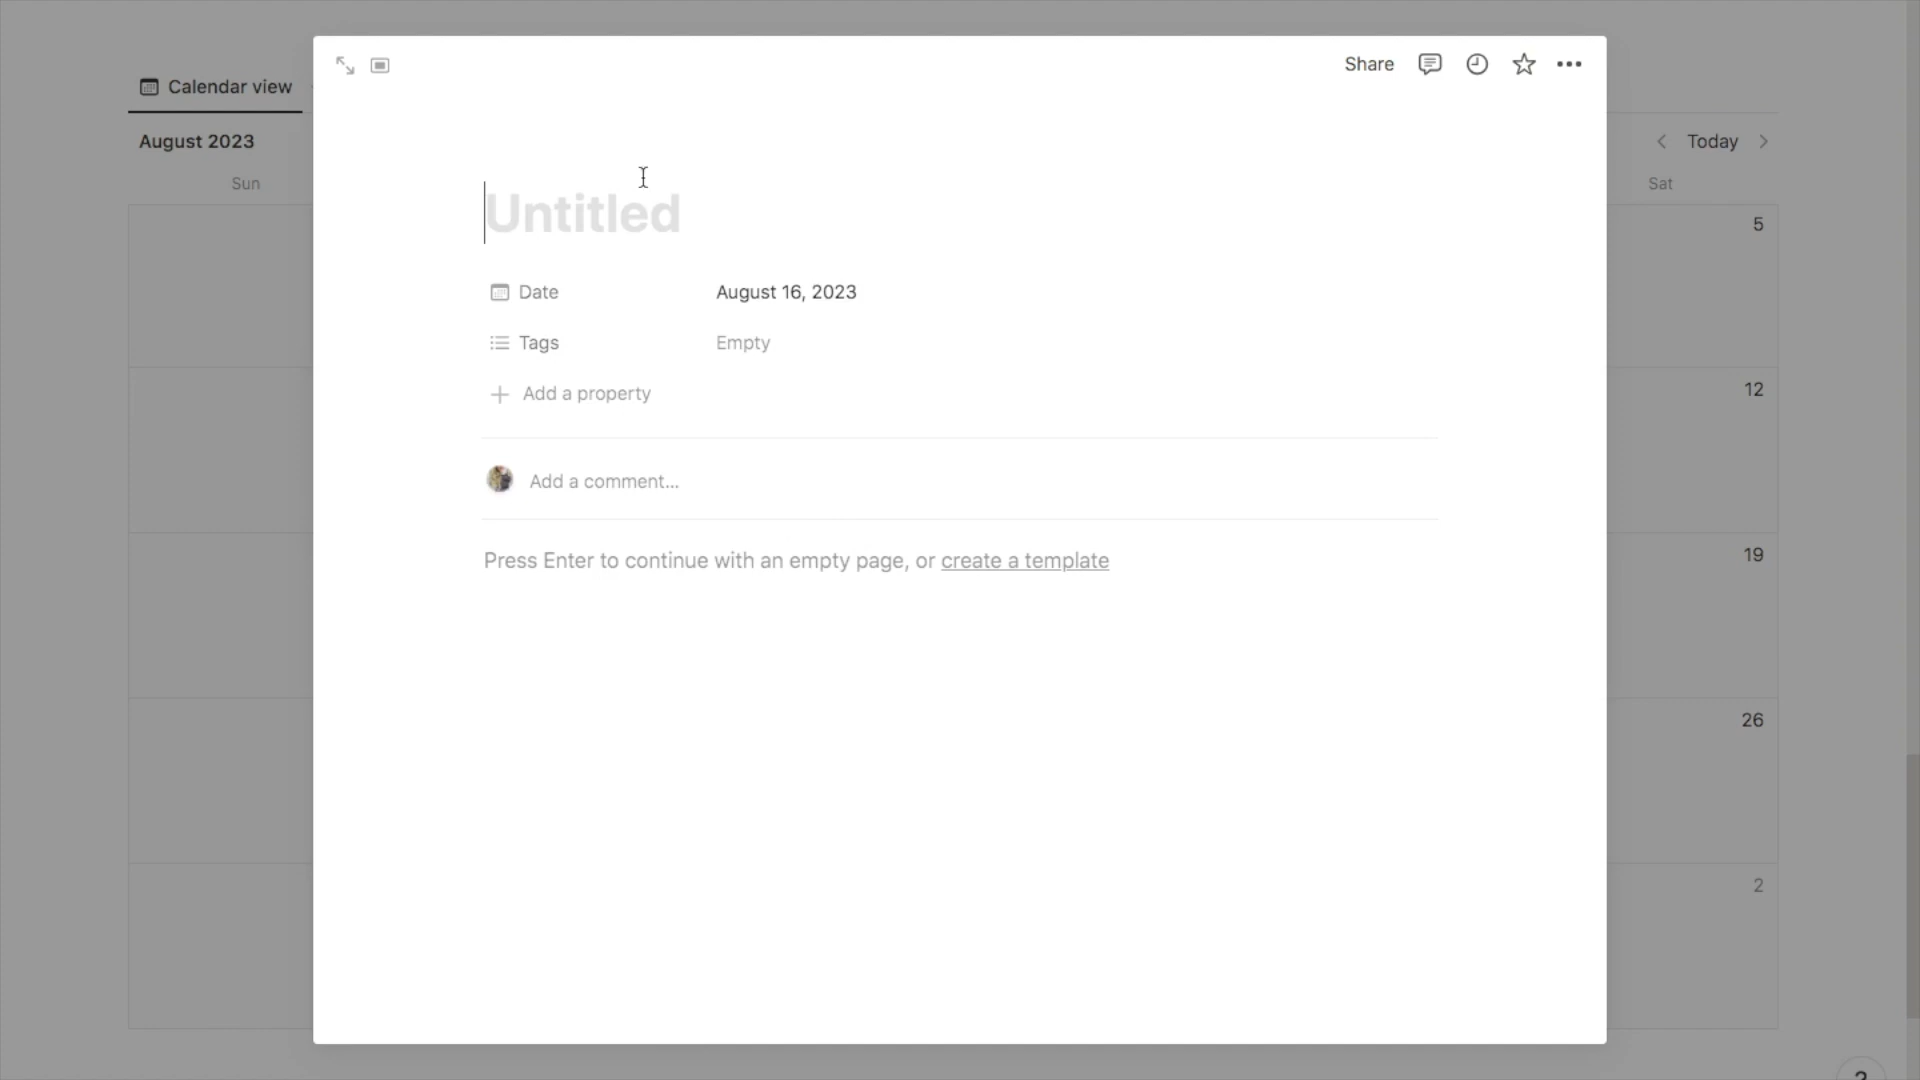 Share
Calendar view
August 2023
Today
Sun
Sat
Untitled
5
Date August 16, 2023
Tags Empty
Add a property
12
Add a comment...
Press Enter to continue with an empty page, or create a template
19
26
2
?